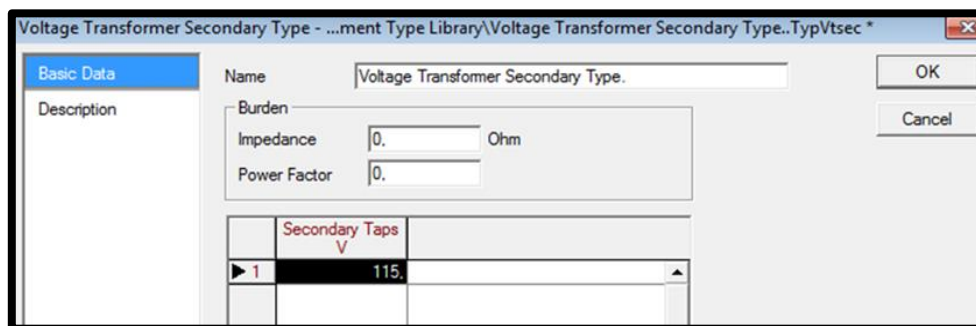 Voltage Transformer Secondary Type - ...ment Type Library\Voltage Transformer Secondary Type..TypVtsec *
Basic Data
Description
Name
Voltage Transformer Secondary Type.
Burden
Impedance 0, Ohm
Power Factor 0,
Secondary Taps
V
1 115,
OK
Cancel